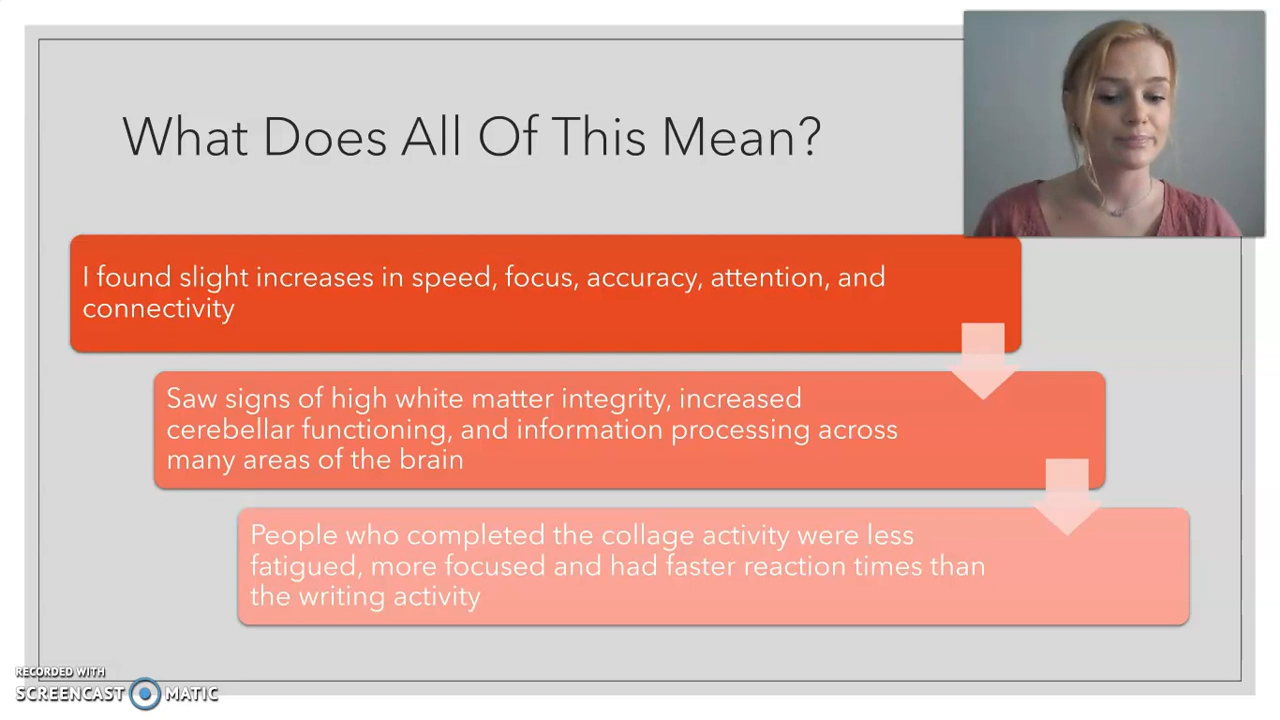 What Does All Of This Mean?
I found slight increases in speed, focus, accuracy, attention, and
connectivity
Saw signs of high white matter integrity, increased
cerebellar functioning, and information processing across
many areas of the brain
People who completed the collage activity were less
fatigued, more focused and had faster reaction times than
the writing activity
RECORDED WITH
SCREENCAST MATIC